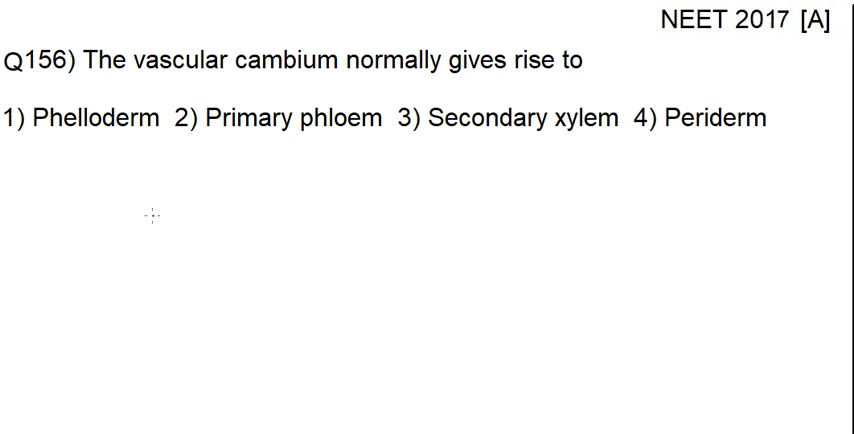 NEET 2017 [A]
Q156) The vascular cambium normally gives rise to
1) Phelloderm 2) Primary phloem 3) Secondary xylem 4) Periderm